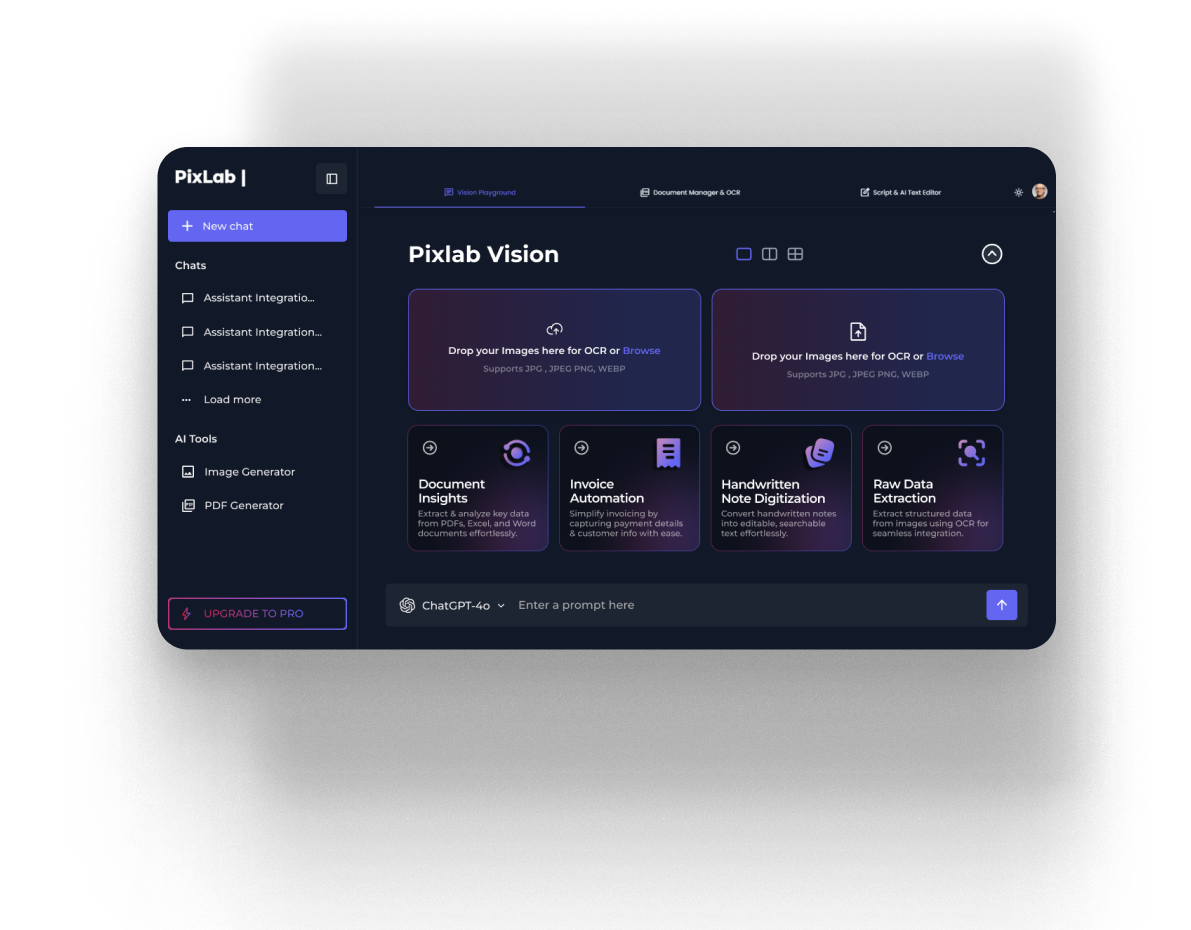 PixLab |
New chat
Chats
Assistant Integratio...
Assistant Integration...
Assistant Integration...
Load more
AI Tools
Image Generator
PDF Generator
UPGRADE TO PRO
Vision Playground
Document Manager & OCR
Script & AI Text Editor
Pixlab Vision
Drop your Images here for OCR or Browse
Supports JPG , JPEG PNG, WEBP
Drop your Images here for OCR or Browse
Supports JPG , JPEG PNG, WEBP
Document
Insights
Extract & analyze key data
from PDFs, Excel, and Word
documents effortlessly.
Invoice
Automation
Simplify invoicing by
capturing payment details
& customer info with ease.
Handwritten
Note Digitization
Convert handwritten notes
into editable, searchable
text effortlessly.
Raw Data
Extraction
Extract structured data
from images using OCR for
seamless integration.
ChatGPT-4o
Enter a prompt here